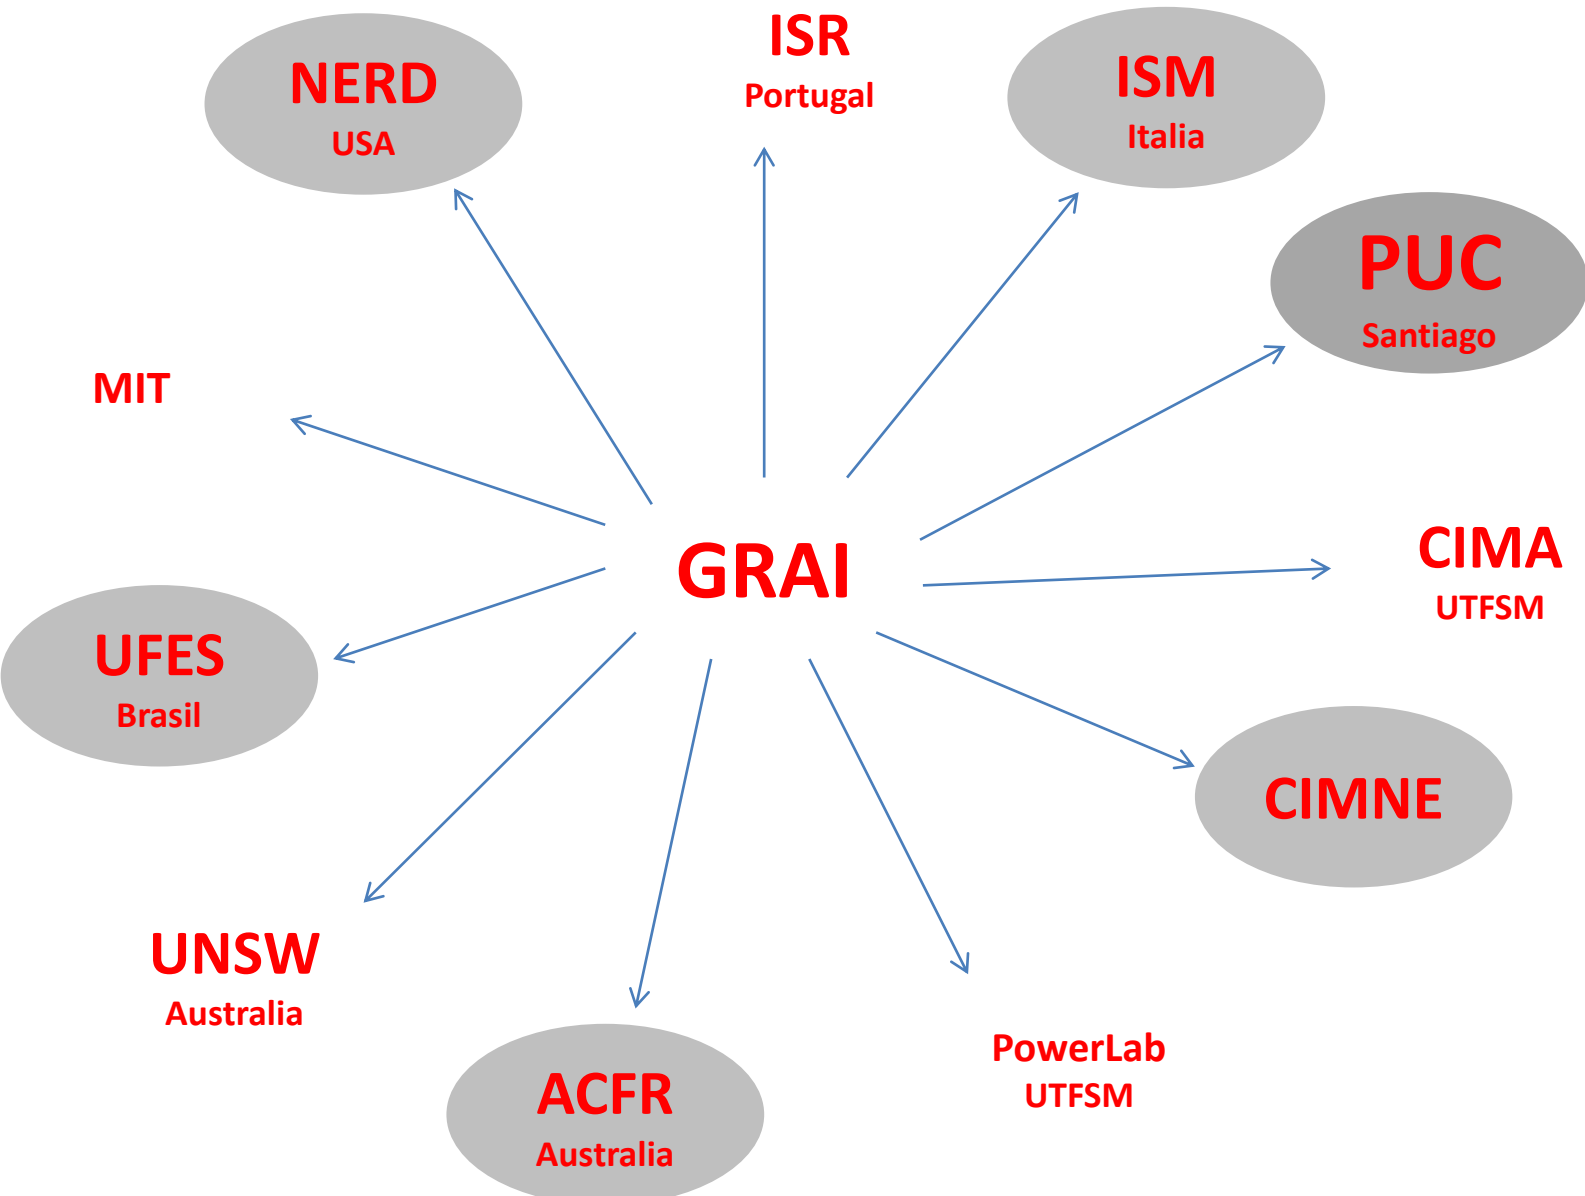 ISR
Portugal
NERD
USA
ISM
Italia
PUC
Santiago
MIT
CIMA
UTFSM
GRAI
UFES
Brasil
CIMNE
UNSW
Australia
PowerLab
UTFSM
ACFR
Australia